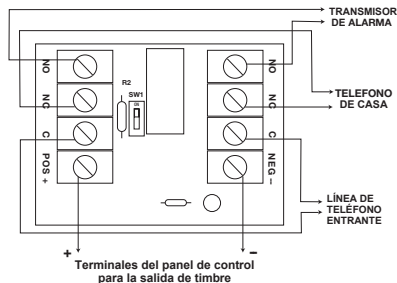 TRANSMISOR
DE ALARMA
NO
NO
R2
SW1
ON
NC
NC
TELEFONO
DE CASA
C
C
POS +
NEG –
LÍNEA DE
TELÉFONO
ENTRANTE
+
–
Terminales del panel de control
para la salida de timbre